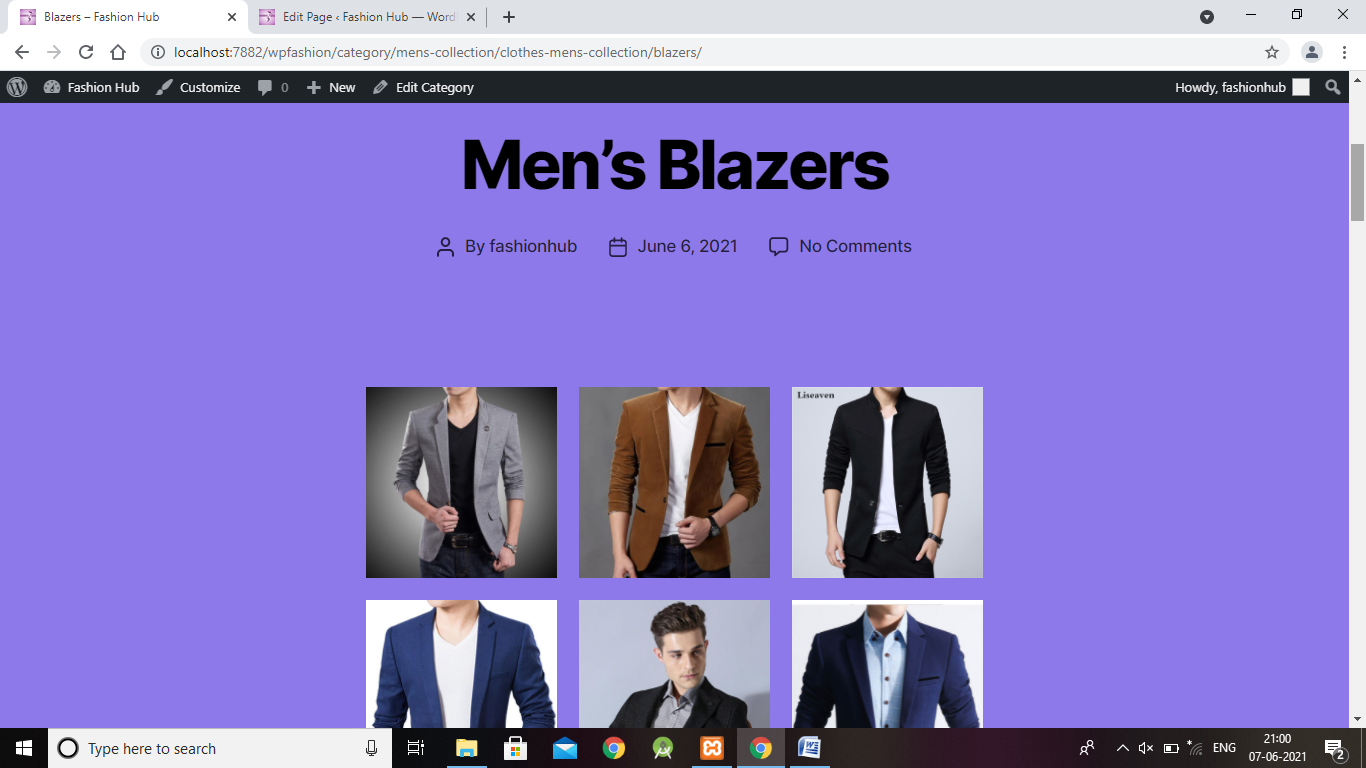 Blazers – Fashion Hub
Edit Page ‹ Fashion Hub — Word
localhost:7882/wpfashion/category/mens-collection/clothes-mens-collection/blazers/
Fashion Hub
Customize
0
New
Edit Category
Howdy, fashionhub
Men’s Blazers
By fashionhub
June 6, 2021
No Comments
Liseaven
Type here to search
ENG
21:00
07-06-2021
2